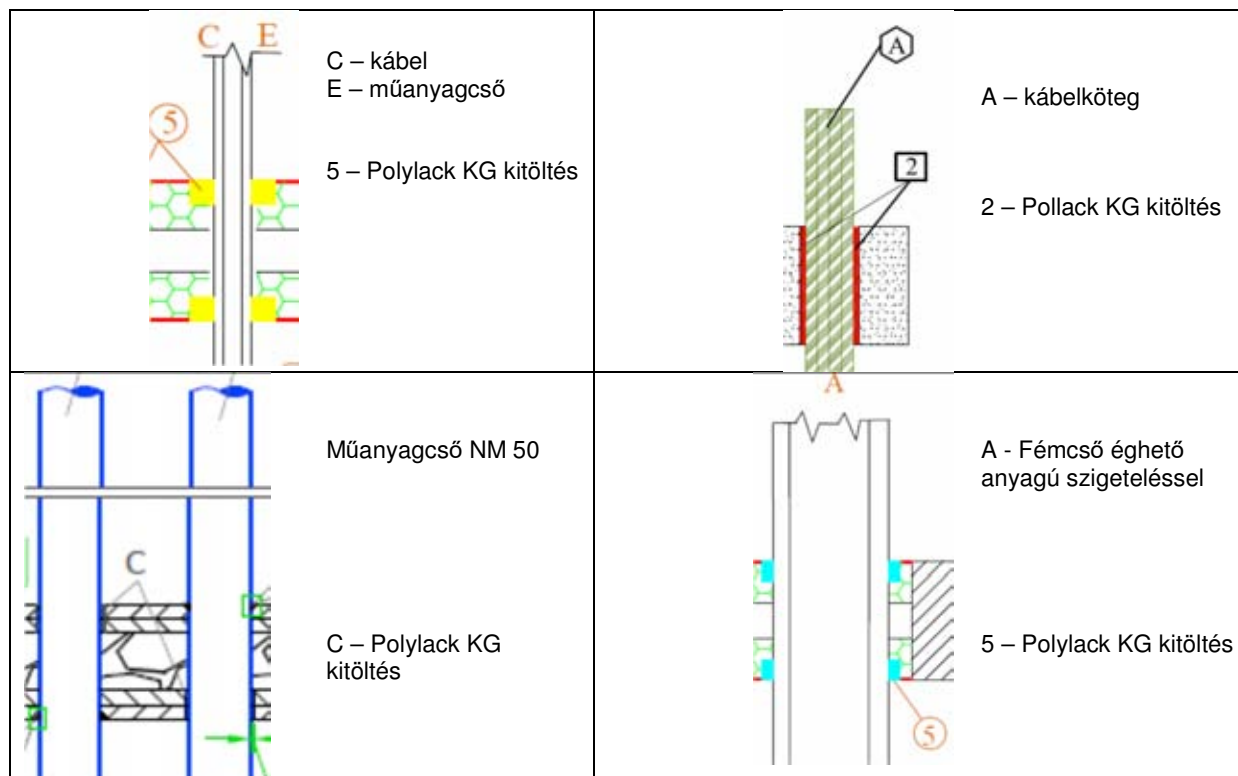 C E
C – kábel
E – műanyagcső
5
5 – Polylack KG kitöltés
A
A – kábelköteg
2
2 – Pollack KG kitöltés
Műanyagcső NM 50
C
C – Polylack KG
kitöltés
A
A - Fémcső éghető
anyagú szigeteléssel
5 – Polylack KG kitöltés
5